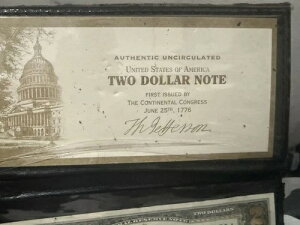 AUTHENTIC UNCIRCULATED
UNITED STATES OF AMERICA
TWO DOLLAR NOTE
FIRST ISSUED BY
THE CONTINENTAL CONGRESS
JUNE 25TH, 1776
Th Jefferson
TWO DOLLARS